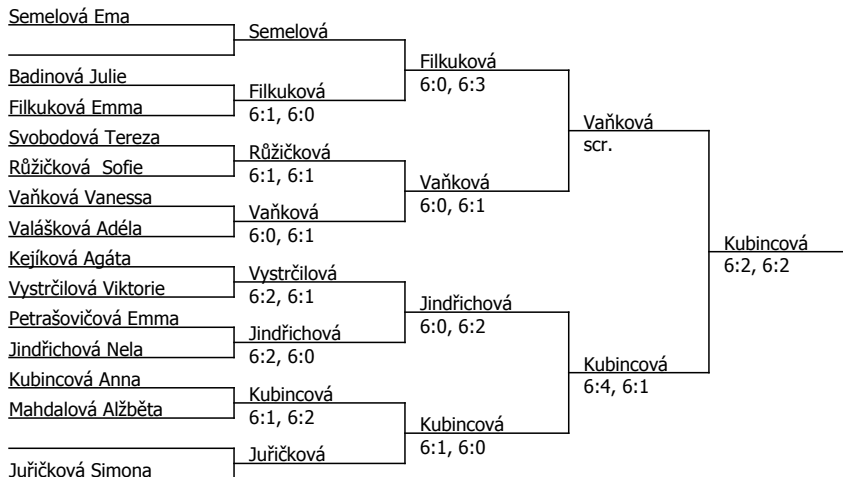 Semelová Ema
Semelová
Filkuková
6:0, 6:3
Badinová Julie
Filkuková
6:1, 6:0
Filkuková Emma
Vaňková
scr.
Svobodová Tereza
Růžičková
6:1, 6:1
Růžičková  Sofie
Vaňková
6:0, 6:1
Vaňková Vanessa
Vaňková
6:0, 6:1
Valášková Adéla
Kubincová
6:2, 6:2
Kejíková Agáta
Vystrčilová
6:2, 6:1
Vystrčilová Viktorie
Jindřichová
6:0, 6:2
Petrašovičová Emma
Jindřichová
6:2, 6:0
Jindřichová Nela
Kubincová
6:4, 6:1
Kubincová Anna
Kubincová
6:1, 6:2
Mahdalová Alžběta
Kubincová
6:1, 6:0
Juřičková
Juřičková Simona